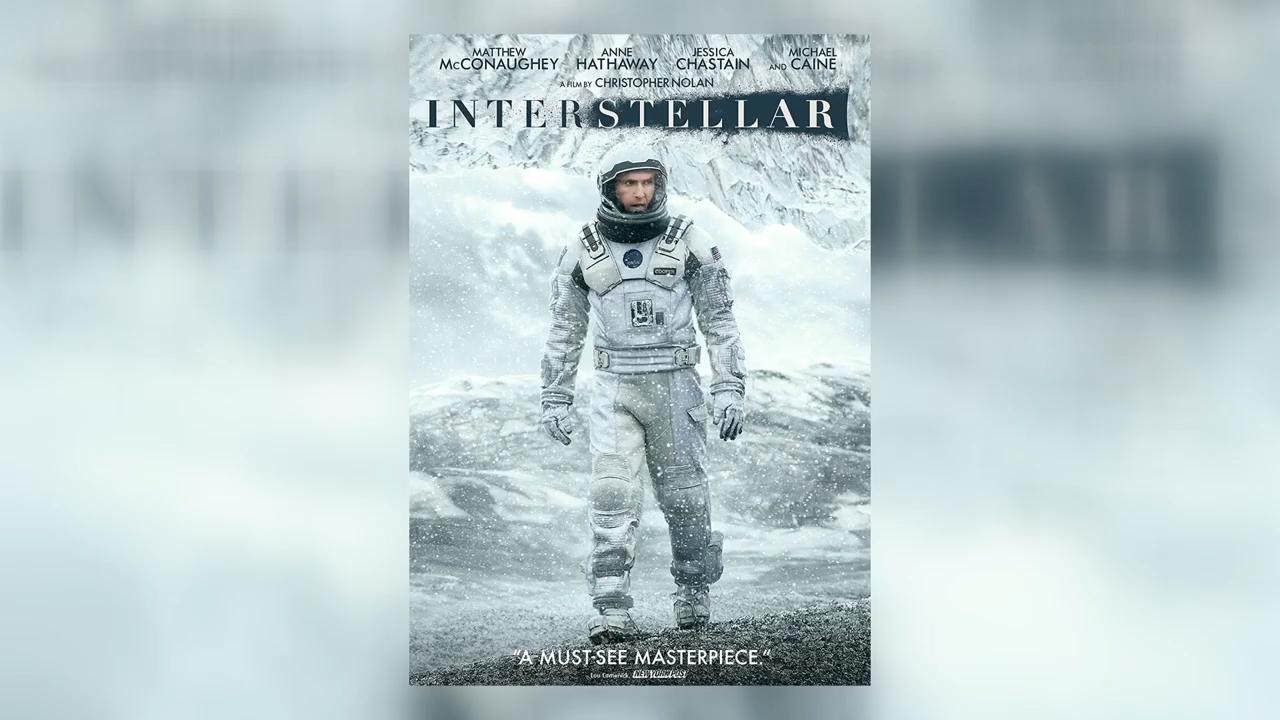 MATTHEW McCONAUGHEY
ANNE HATHAWAY
JESSICA CHASTAIN
AND MICHAEL CAINE
A FILM BY CHRISTOPHER NOLAN
INTERSTELLAR
COOPER
"A MUST-SEE MASTERPIECE."
Lou Lumenick, NEW YORK POST